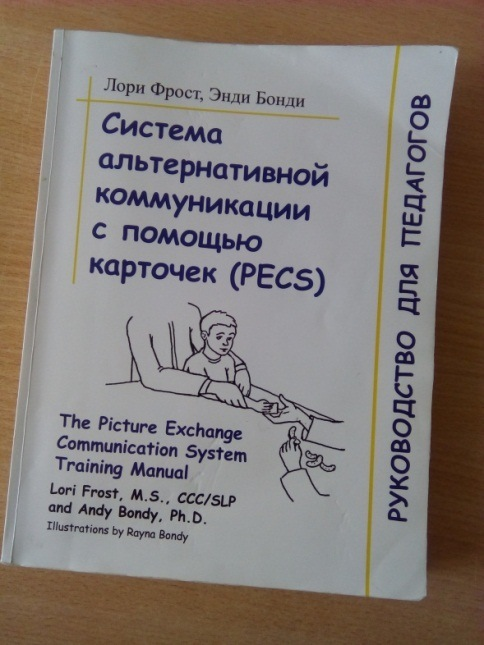 Лори Фрост, Энди Бонди
Система
альтернативной
коммуникации
с помощью
карточек (PECS)
The Picture Exchange
Communication System
Training Manual
Lori Frost, M.S., CCC/SLP
and Andy Bondy, Ph.D.
Illustrations by Rayna Bondy
РУКОВОДСТВО ДЛЯ ПЕДАГОГОВ